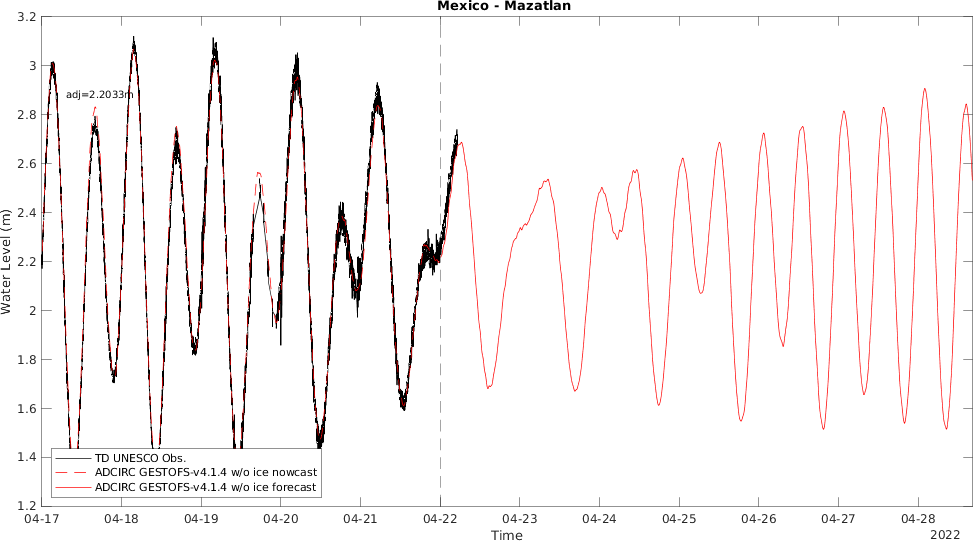 Mexico - Mazatlan
3.2
3
2.8
2.6
2.4
2.2
2
1.8
1.6
1.4
1.2
Water Level (m)
adj=2.2033m
TD UNESCO Obs.
ADCIRC GESTOFS-v4.1.4 w/o ice nowcast
ADCIRC GESTOFS-v4.1.4 w/o ice forecast
04-17 04-18 04-19 04-20 04-21 04-22 04-23 04-24 04-25 04-26 04-27 04-28
Time
2022